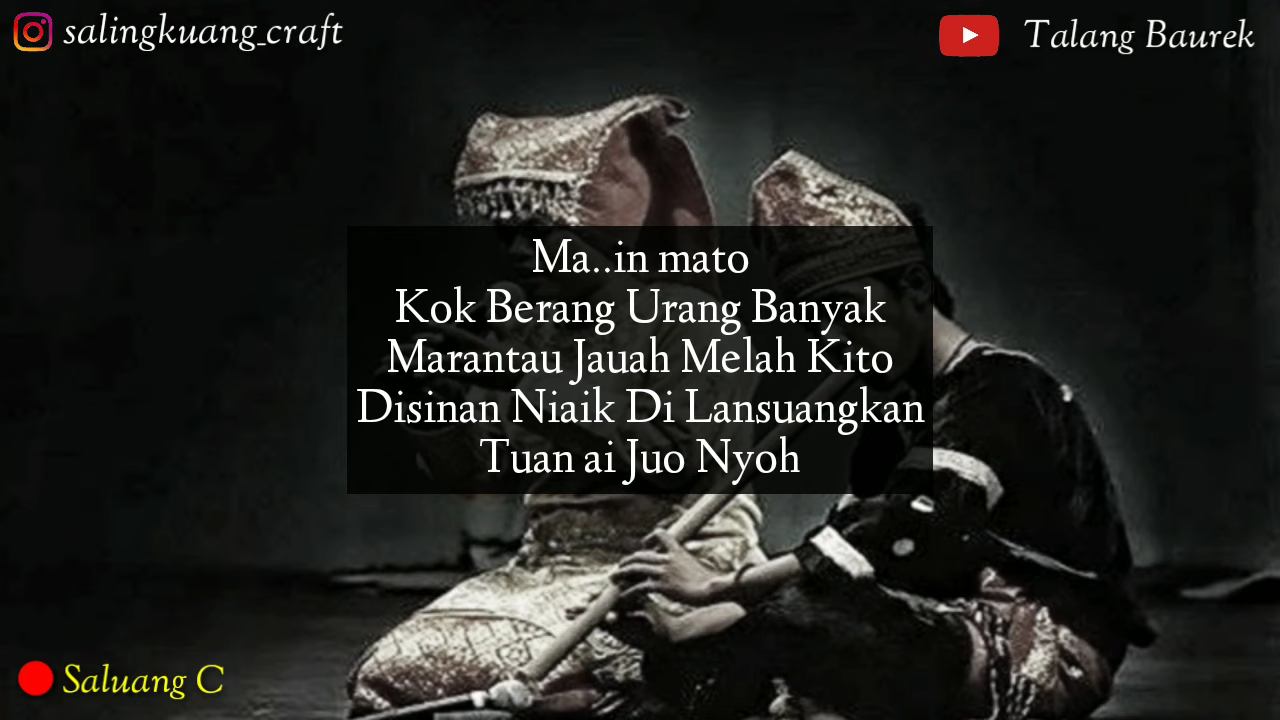 salingkuang_craft
Talang Baurek
Ma..in mato
Kok Berang Urang Banyak
Marantau Jauah Melah Kito
Disinan Niaik Di Lansuangkan
Tuan ai Juo Nyoh
Saluang C